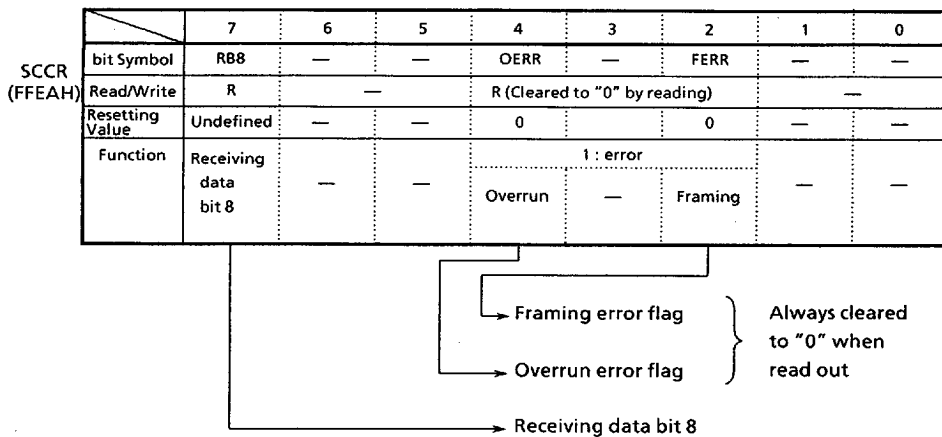 7 6 5 4 3 2 1 0
SCCR
(FFEAH)
bit Symbol RB8 — — OERR — FERR — —
Read/Write R — R (Cleared to "0" by reading) —
Resetting Value Undefined — — 0 0 — —
Function Receiving data bit 8 — — 1 : error — —
Overrun — Framing
Framing error flag
Overrun error flag
Always cleared
to "0" when
read out
Receiving data bit 8